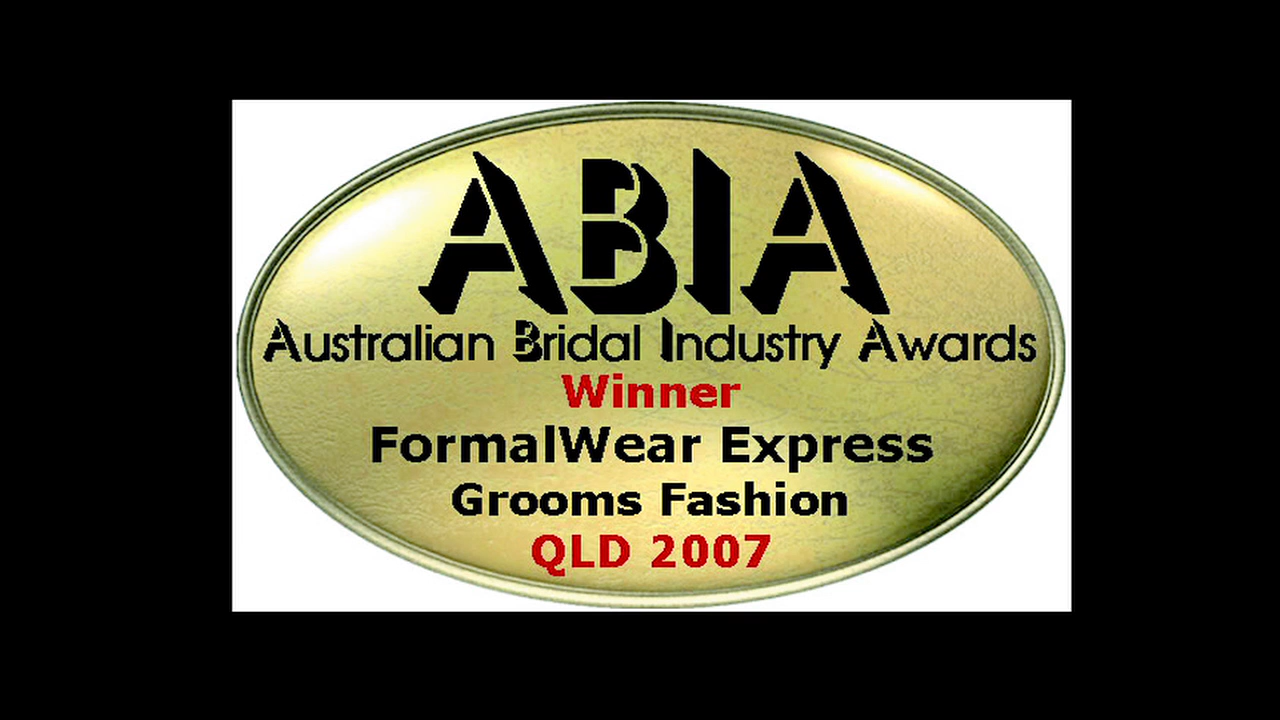 ABIA
Australian Bridal Industry Awards
Winner
FormalWear Express
Grooms Fashion
QLD 2007